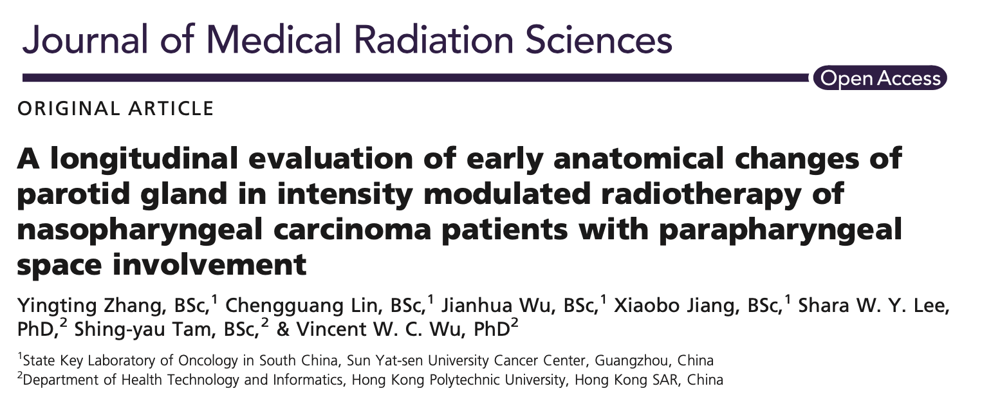 Journal of Medical Radiation Sciences
Open Access
ORIGINAL ARTICLE
A longitudinal evaluation of early anatomical changes of
parotid gland in intensity modulated radiotherapy of
nasopharyngeal carcinoma patients with parapharyngeal
space involvement
Yingting Zhang, BSc,¹ Chengguang Lin, BSc,¹ Jianhua Wu, BSc,¹ Xiaobo Jiang, BSc,¹ Shara W. Y. Lee,
PhD,² Shing-yau Tam, BSc,² & Vincent W. C. Wu, PhD²
¹State Key Laboratory of Oncology in South China, Sun Yat-sen University Cancer Center, Guangzhou, China
²Department of Health Technology and Informatics, Hong Kong Polytechnic University, Hong Kong SAR, China